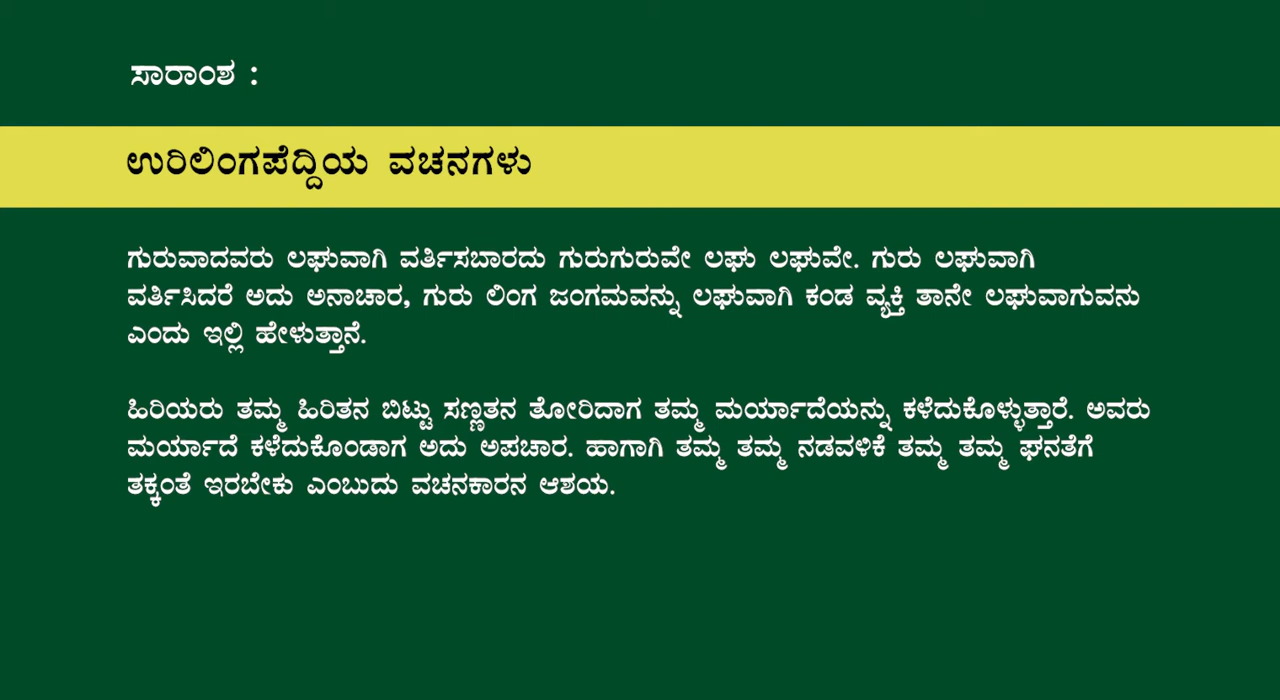 ಸಾರಾಂಶ :
ಉರಿಲಿಂಗಪೆದ್ದಿಯ ವಚನಗಳು
ಗುರುವಾದವರು ಲಘುವಾಗಿ ವರ್ತಿಸಬಾರದು ಗುರುಗುರುವೇ ಲಘು ಲಘುವೇ. ಗುರು ಲಘುವಾಗಿ
ವರ್ತಿಸಿದರೆ ಅದು ಅನಾಚಾರ, ಗುರು ಲಿಂಗ ಜಂಗಮವನ್ನು ಲಘುವಾಗಿ ಕಂಡ ವ್ಯಕ್ತಿ ತಾನೇ ಲಘುವಾಗುವನು
ಎಂದು ಇಲ್ಲಿ ಹೇಳುತ್ತಾನೆ.
ಹಿರಿಯರು ತಮ್ಮ ಹಿರಿತನ ಬಿಟ್ಟು ಸಣ್ಣತನ ತೋರಿದಾಗ ತಮ್ಮ ಮರ್ಯಾದೆಯನ್ನು ಕಳೆದುಕೊಳ್ಳುತ್ತಾರೆ. ಅವರು
ಮರ್ಯಾದೆ ಕಳೆದುಕೊಂಡಾಗ ಅದು ಅಪಚಾರ. ಹಾಗಾಗಿ ತಮ್ಮ ತಮ್ಮ ನಡವಳಿಕೆ ತಮ್ಮ ತಮ್ಮ ಘನತೆಗೆ
ತಕ್ಕಂತೆ ಇರಬೇಕು ಎಂಬುದು ವಚನಕಾರನ ಆಶಯ.